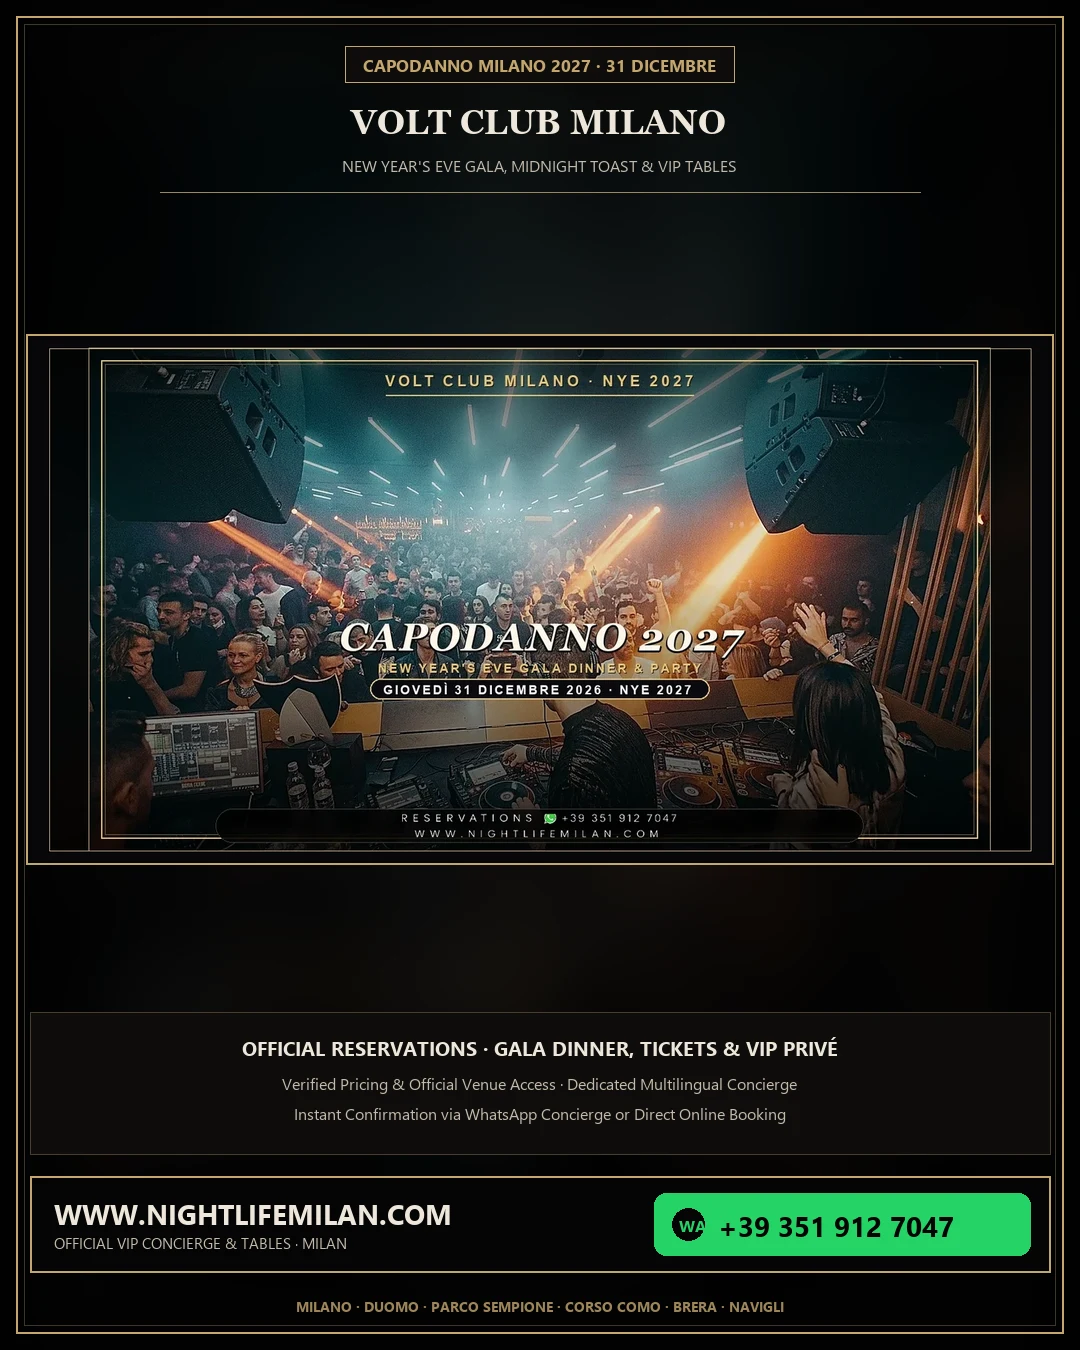 CAPODANNO MILANO 2027 · 31 DICEMBRE
VOLT CLUB MILANO
NEW YEAR'S EVE GALA, MIDNIGHT TOAST & VIP TABLES
VOLT CLUB MILANO · NYE 2027
CAPODANNO 2027
NEW YEAR'S EVE GALA DINNER & PARTY
GIOVEDÌ 31 DICEMBRE 2026 · NYE 2027
RESERVATIONS +39 351 912 7047
WWW.NIGHTLIFEMILAN.COM
OFFICIAL RESERVATIONS · GALA DINNER, TICKETS & VIP PRIVÉ
Verified Pricing & Official Venue Access · Dedicated Multilingual Concierge
Instant Confirmation via WhatsApp Concierge or Direct Online Booking
WWW.NIGHTLIFEMILAN.COM
OFFICIAL VIP CONCIERGE & TABLES · MILAN
WA +39 351 912 7047
MILANO · DUOMO · PARCO SEMPIONE · CORSO COMO · BRERA · NAVIGLI